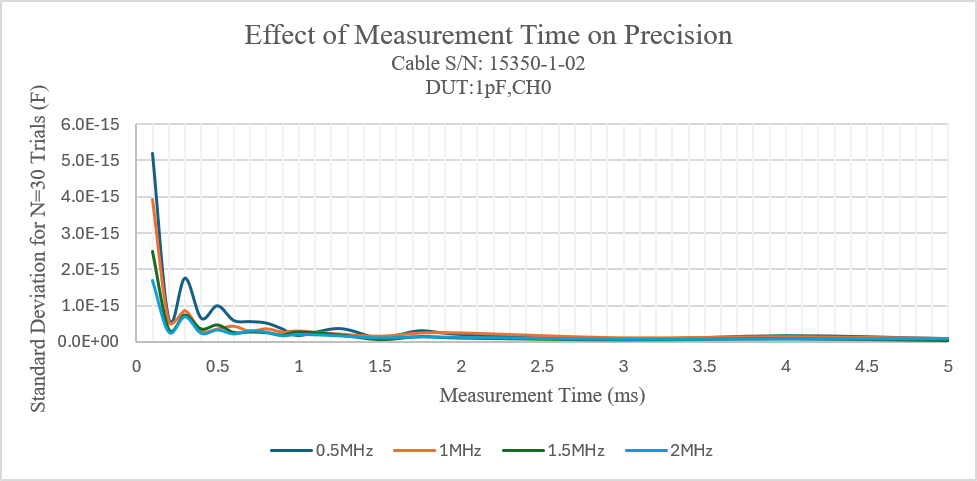 Effect of Measurement Time on Precision
Cable S/N: 15350-1-02
DUT:1pF,CH0
Standard Deviation for N=30 Trials (F)
6.0E-15
5.0E-15
4.0E-15
3.0E-15
2.0E-15
1.0E-15
0.0E+00
0 0.5 1 1.5 2 2.5 3 3.5 4 4.5 5
Measurement Time (ms)
0.5MHz 1MHz 1.5MHz 2MHz